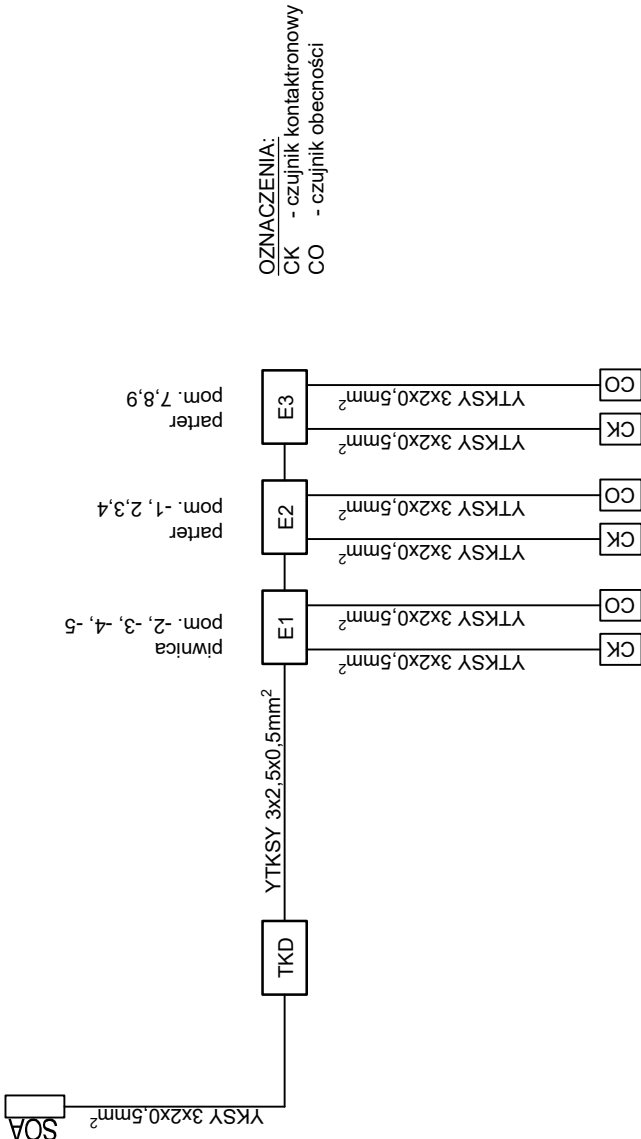 OZNACZENIA:
CK - czujnik kontaktronowy
CO - czujnik obecności
parter
pom. 7,8,9
E3
YTKSY 3x2x0,5mm²
YTKSY 3x2x0,5mm²
CO
CK
parter
pom. -1, 2,3,4
E2
YTKSY 3x2x0,5mm²
YTKSY 3x2x0,5mm²
CO
CK
piwnica
pom. -2, -3, -4, -5
E1
YTKSY 3x2x0,5mm²
YTKSY 3x2x0,5mm²
CO
CK
YTKSY 3x2,5x0,5mm²
TKD
YKSY 3x2x0,5mm²
SOA